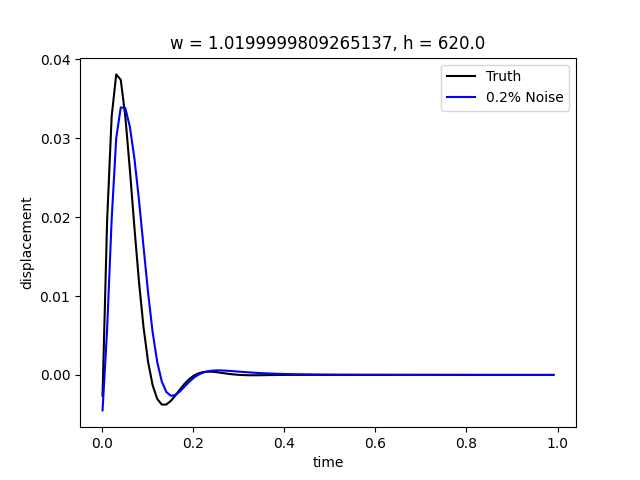 w = 1.0199999809265137, h = 620.0
Truth
0.2% Noise
0.04
0.03
0.02
0.01
0.00
displacement
0.0 0.2 0.4 0.6 0.8 1.0
time